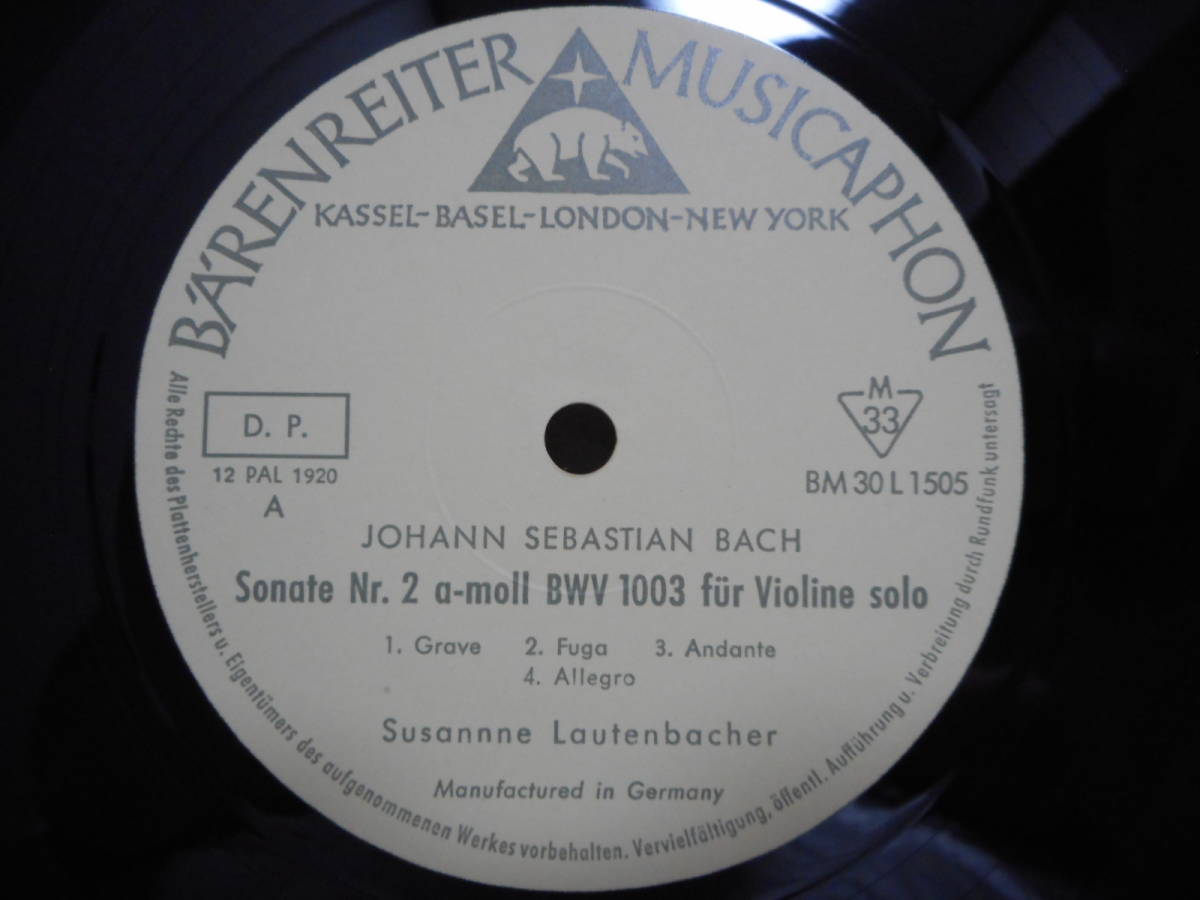 BÄRENREITER MUSICAPHON
KASSEL-BASEL-LONDON-NEW YORK
D. P.
12 PAL 1920
A
M
33
BM 30 L 1505
JOHANN SEBASTIAN BACH
Sonate Nr. 2 a-moll BWV 1003 für Violine solo
1. Grave 2. Fuga 3. Andante
4. Allegro
Susannne Lautenbacher
Manufactured in Germany
Alle Rechte des Plattenherstellers u. Eigentümers des aufgenommenen Werkes vorbehalten. Vervielfältigung, öffentl. Aufführung u. Verbreitung durch Rundfunk untersagt